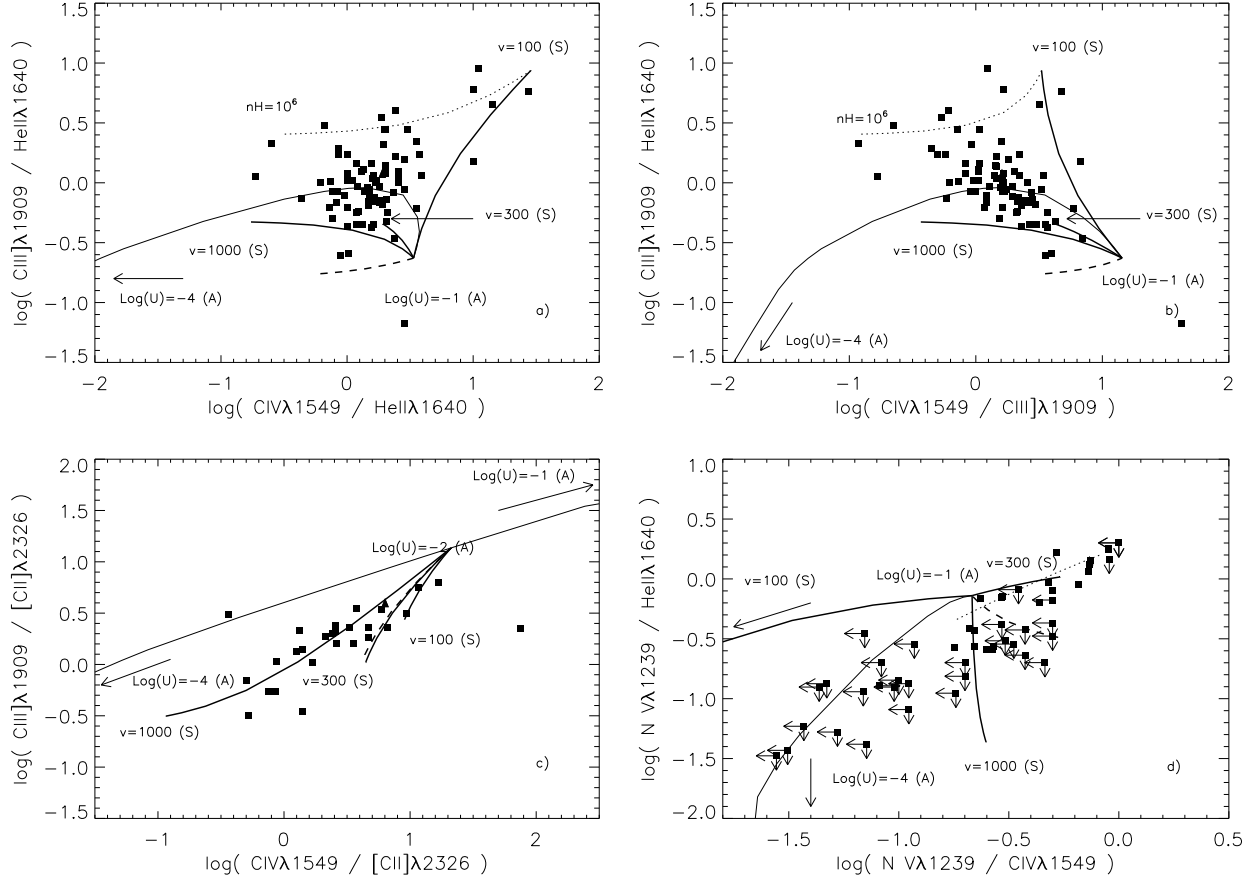 1.5
1.0
0.5
0.0
−0.5
−1.0
−1.5
log( CIII]λ1909 / HeIIλ1640 )
v=100 (S)
nH=10⁶
v=300 (S)
v=1000 (S)
Log(U)=−4 (A)
Log(U)=−1 (A)
a)
−2
−1
0
1
2
log( CIVλ1549 / HeIIλ1640 )
1.5
1.0
0.5
0.0
−0.5
−1.0
−1.5
log( CIII]λ1909 / HeIIλ1640 )
v=100 (S)
nH=10⁶
v=300 (S)
v=1000 (S)
Log(U)=−1 (A)
b)
Log(U)=−4 (A)
−2
−1
0
1
2
log( CIVλ1549 / CIII]λ1909 )
2.0
1.5
1.0
0.5
0.0
−0.5
−1.0
−1.5
log( CIII]λ1909 / [CII]λ2326 )
Log(U)=−1 (A)
Log(U)=−2 (A)
v=100 (S)
Log(U)=−4 (A)
v=300 (S)
v=1000 (S)
c)
−1
0
1
2
log( CIVλ1549 / [CII]λ2326 )
1.0
0.5
0.0
−0.5
−1.0
−1.5
−2.0
log( N Vλ1239 / HeIIλ1640 )
v=300 (S)
Log(U)=−1 (A)
v=100 (S)
v=1000 (S)
Log(U)=−4 (A)
d)
−1.5
−1.0
−0.5
0.0
0.5
log( N Vλ1239 / CIVλ1549 )